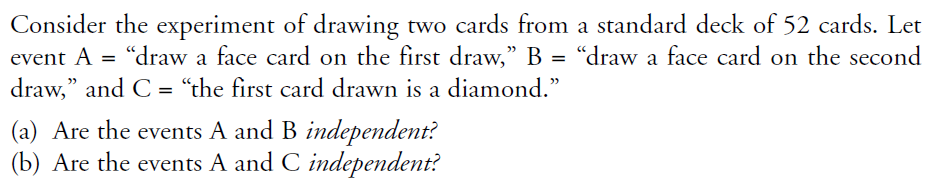 Consider the experiment of drawing two cards from a standard deck of 52 cards. Let
event A = “draw a face card on the first draw,” B = “draw a face card on the second
draw,” and C = “the first card drawn is a diamond.”
(a) Are the events A and B independent?
(b) Are the events A and C independent?